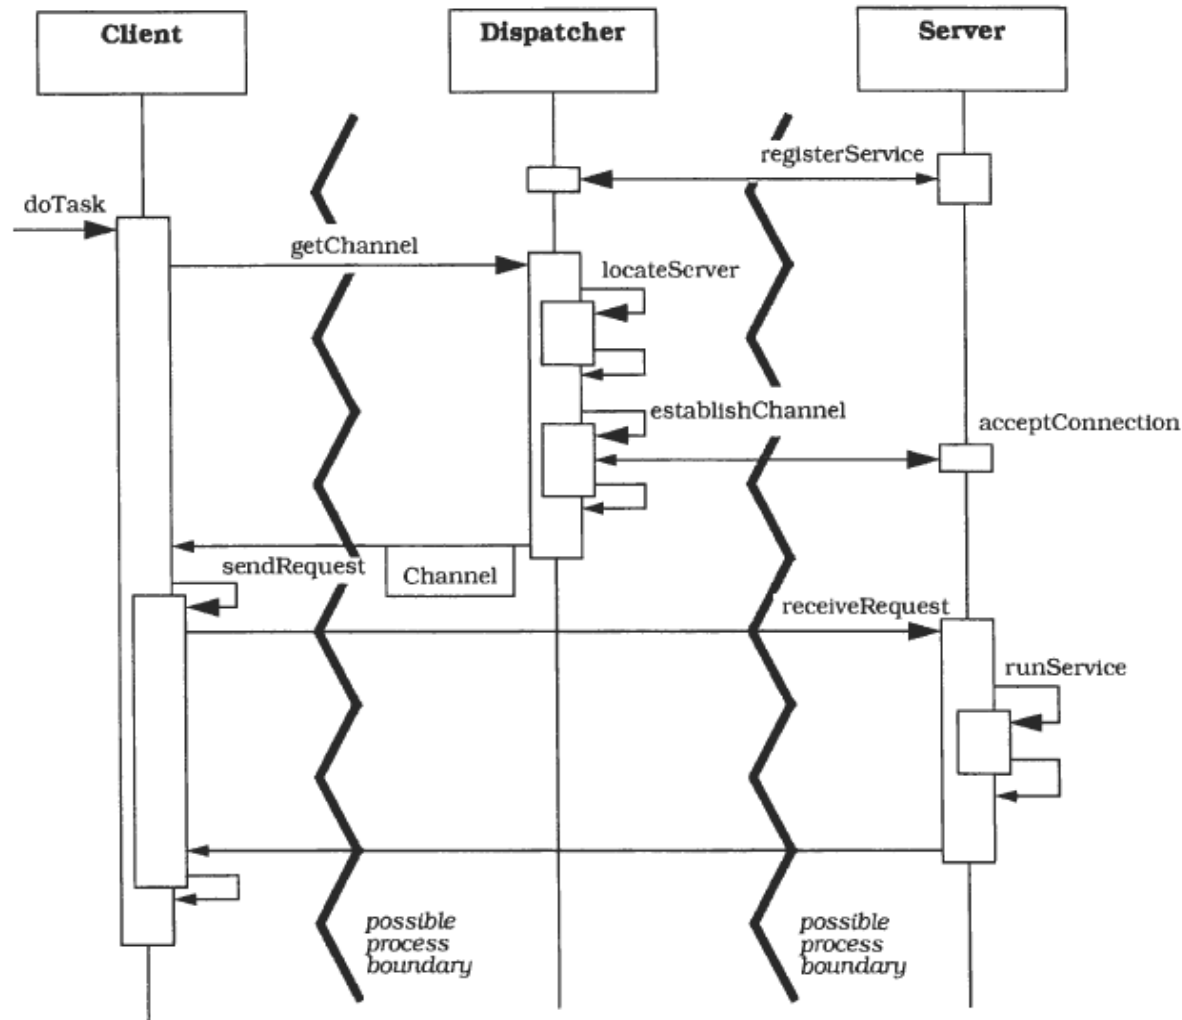 Client
Dispatcher
Server
registerService
doTask
getChannel
locateServer
establishChannel
acceptConnection
sendRequest
Channel
receiveRequest
runService
possible
process
boundary
possible
process
boundary